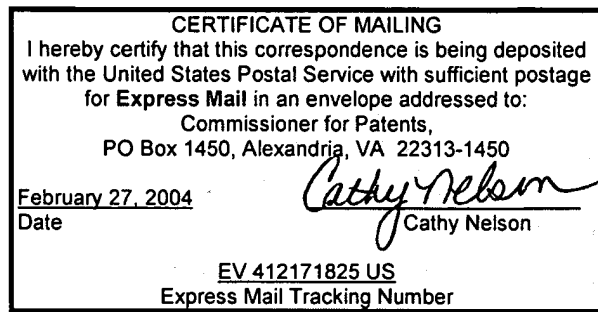 CERTIFICATE OF MAILING
I hereby certify that this correspondence is being deposited
with the United States Postal Service with sufficient postage
for Express Mail in an envelope addressed to:
Commissioner for Patents,
PO Box 1450, Alexandria, VA 22313-1450
February 27, 2004 Cathy Nelson
Date Cathy Nelson
EV 412171825 US
Express Mail Tracking Number